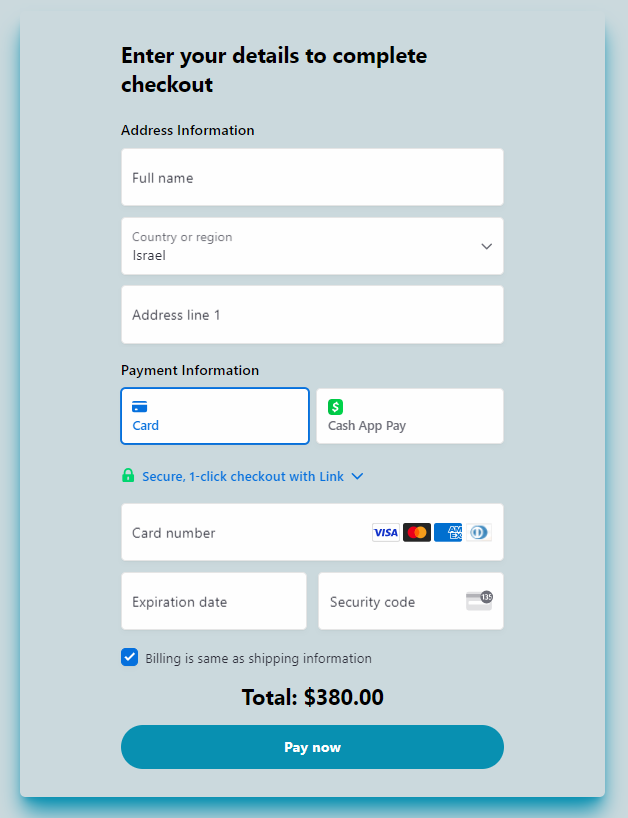 Enter your details to complete
checkout
Address Information
Full name
Country or region
Israel
Address line 1
Payment Information
Card
$
Cash App Pay
Secure, 1-click checkout with Link
Card number
VISA
AM
EX
Expiration date
Security code
135
Billing is same as shipping information
Total: $380.00
Pay now